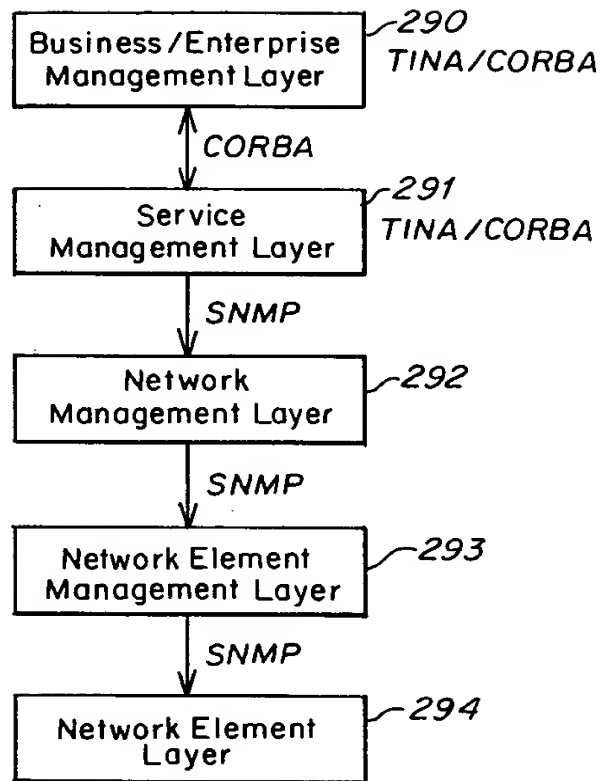 Business/Enterprise
Management Layer
290
TINA/CORBA
CORBA
Service
Management Layer
291
TINA/CORBA
SNMP
Network
Management Layer
292
SNMP
Network Element
Management Layer
293
SNMP
Network Element
Layer
294